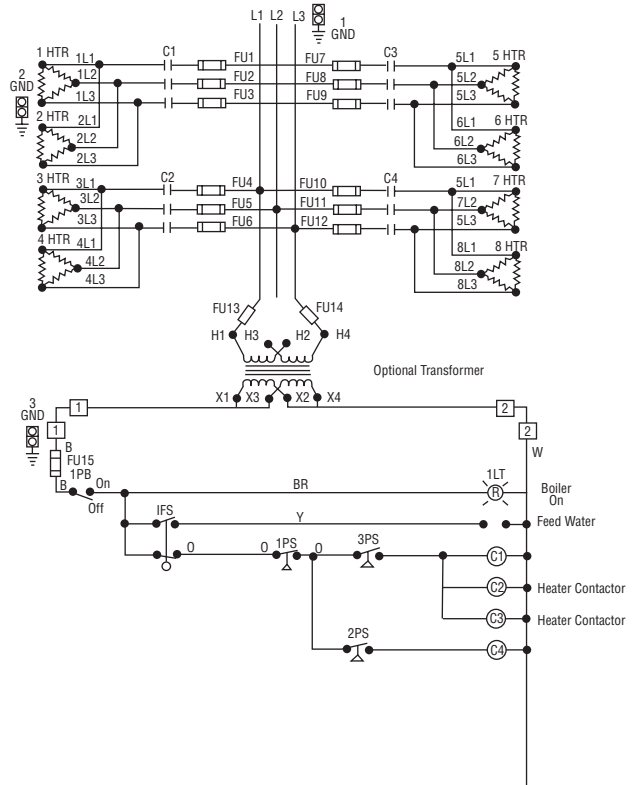 L1 L2 L3 1 GND
1 HTR 1L1 C1 FU1 FU7 C3 5L1 5 HTR
2 GND 1L2 FU2 FU8 5L2
1L3 FU3 FU9 5L3
2 HTR 2L1 6L1 6 HTR
2L2 6L2
2L3 6L3
3 HTR 3L1 C2 FU4 FU10 C4 5L1 7 HTR
3L2 FU5 FU11 7L2
3L3 FU6 FU12 5L3
4 HTR 4L1 8L1 8 HTR
4L2 8L2
4L3 8L3
FU13 FU14
H1 H3 H2 H4
Optional Transformer
X1 X3 X2 X4
3 GND 1 2
1 2
B W
FU15
1PB
B On BR 1LT R Boiler On
Off
IFS Y Feed Water
O O 1PS O 3PS C1
C2 Heater Contactor
C3 Heater Contactor
2PS C4